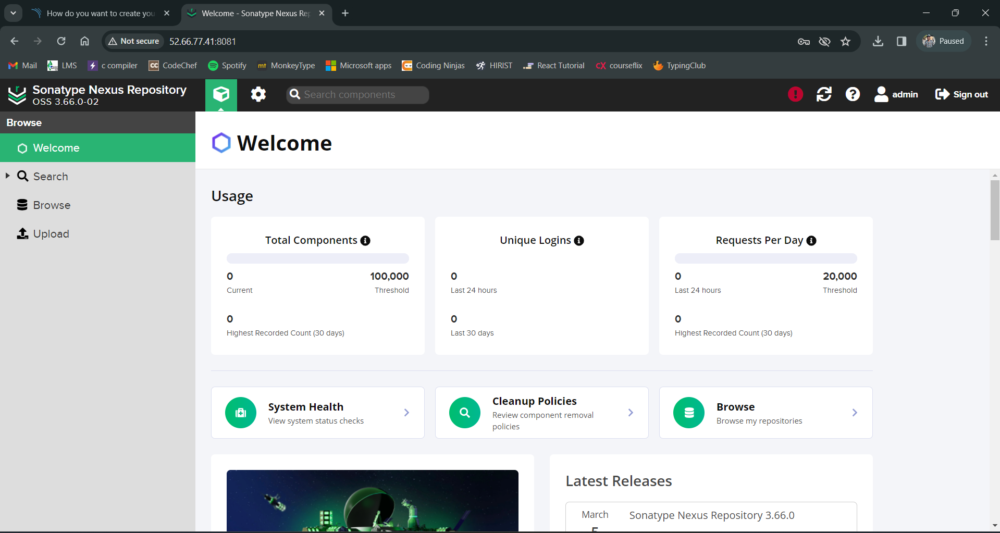 How do you want to create you
Welcome - Sonatype Nexus Rep
Not secure
52.66.77.41:8081
Paused
Mail
LMS
c compiler
CC CodeChef
Spotify
mt MonkeyType
Microsoft apps
Coding Ninjas
HIRIST
React Tutorial
CX courseflix
TypingClub
Sonatype Nexus Repository
OSS 3.66.0-02
Search components
admin
Sign out
Browse
Welcome
Search
Browse
Upload
Welcome
Usage
Total Components
0 100,000
Current Threshold
0
Highest Recorded Count (30 days)
Unique Logins
0
Last 24 hours
0
Last 30 days
Requests Per Day
0 20,000
Last 24 hours Threshold
0
Highest Recorded Count (30 days)
System Health
View system status checks
Cleanup Policies
Review component removal
policies
Browse
Browse my repositories
Latest Releases
March Sonatype Nexus Repository 3.66.0
5